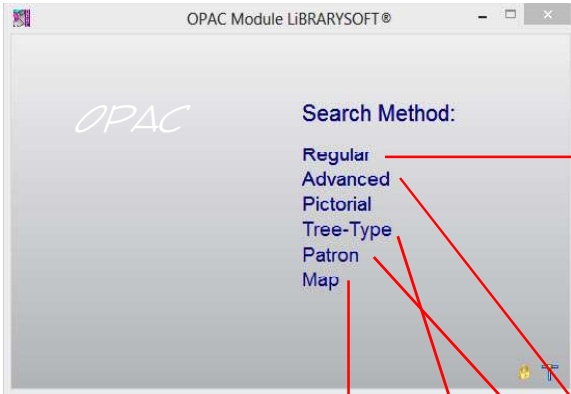 OPAC Module LiBRARYSOFT®
OPAC
Search Method:
Regular
Advanced
Pictorial
Tree-Type
Patron
Map